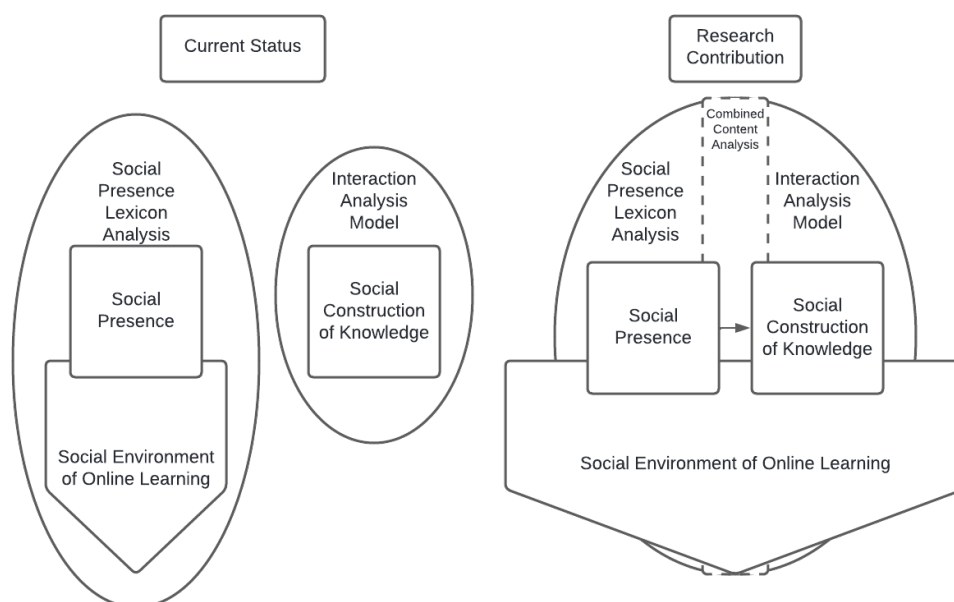 Current Status
Social
Presence
Lexicon
Analysis
Social
Presence
Social Environment
of Online Learning
Interaction
Analysis
Model
Social
Construction
of Knowledge
Research
Contribution
Combined
Content
Analysis
Social
Presence
Lexicon
Analysis
Interaction
Analysis
Model
Social
Presence
Social
Construction
of Knowledge
Social Environment of Online Learning